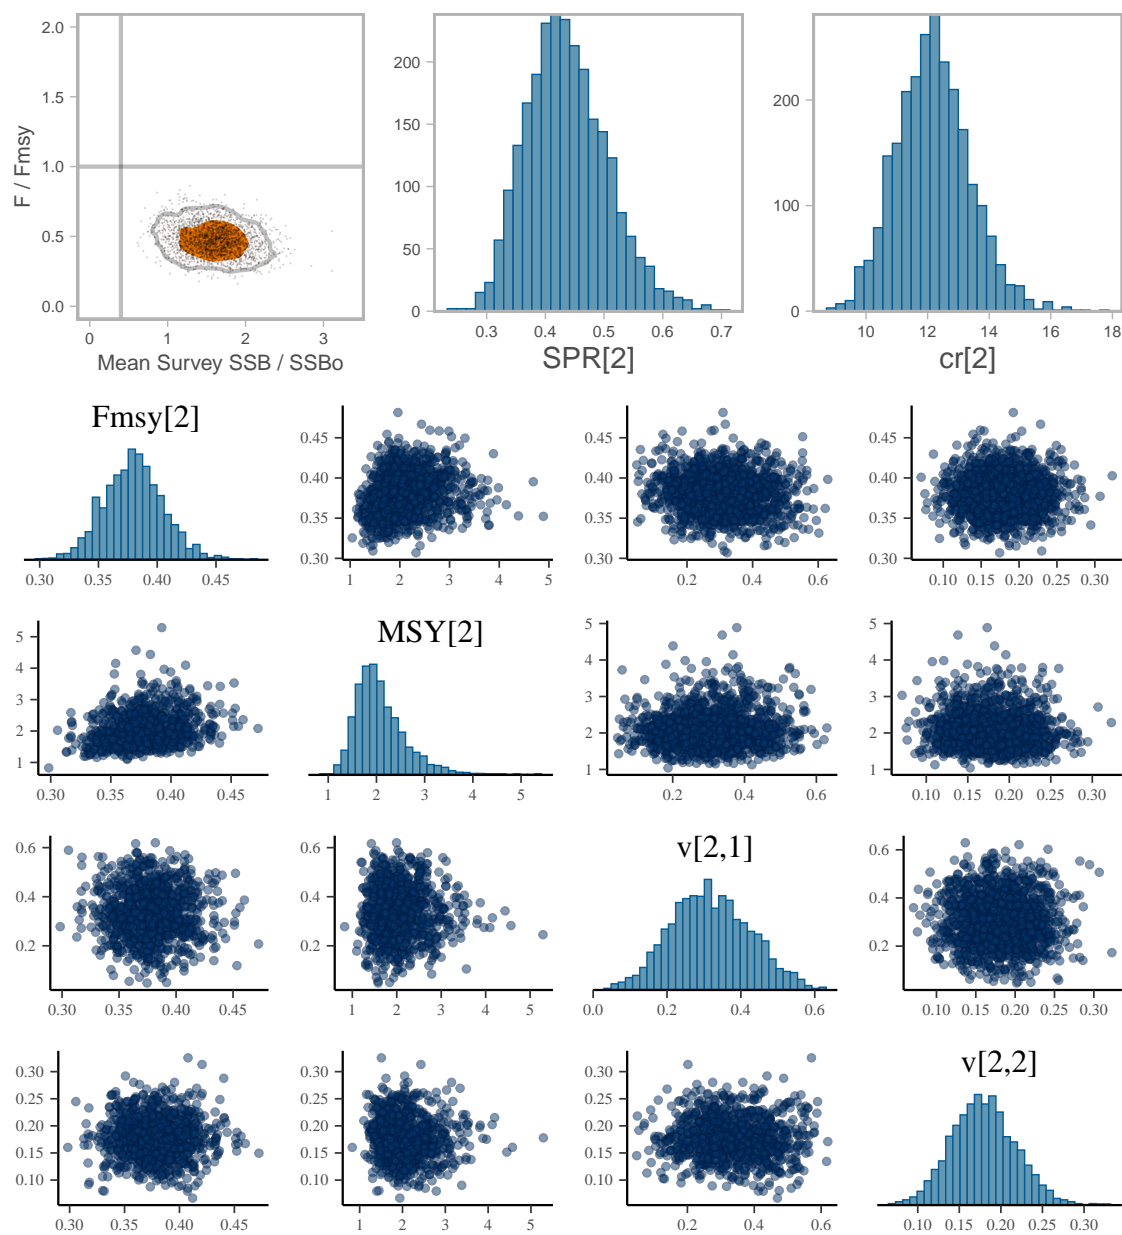 2.0
1.5
1.0
0.5
0.0
F / Fmsy
0 1 2 3
Mean Survey SSB / SSBo
200
150
100
50
0
0.3 0.4 0.5 0.6 0.7
SPR[2]
200
100
0
10 12 14 16 18
cr[2]
Fmsy[2]
0.30 0.35 0.40 0.45
0.45
0.40
0.35
0.30
1 2 3 4 5
0.45
0.40
0.35
0.30
0.2 0.4 0.6
0.45
0.40
0.35
0.30
0.10 0.15 0.20 0.25 0.30
5
4
3
2
1
0.30 0.35 0.40 0.45
MSY[2]
1 2 3 4 5
5
4
3
2
1
0.2 0.4 0.6
5
4
3
2
1
0.10 0.15 0.20 0.25 0.30
0.6
0.4
0.2
0.30 0.35 0.40 0.45
0.6
0.4
0.2
1 2 3 4 5
v[2,1]
0.0 0.2 0.4 0.6
0.6
0.4
0.2
0.10 0.15 0.20 0.25 0.30
0.30
0.25
0.20
0.15
0.10
0.30 0.35 0.40 0.45
0.30
0.25
0.20
0.15
0.10
1 2 3 4 5
0.30
0.25
0.20
0.15
0.10
0.2 0.4 0.6
v[2,2]
0.10 0.15 0.20 0.25 0.30